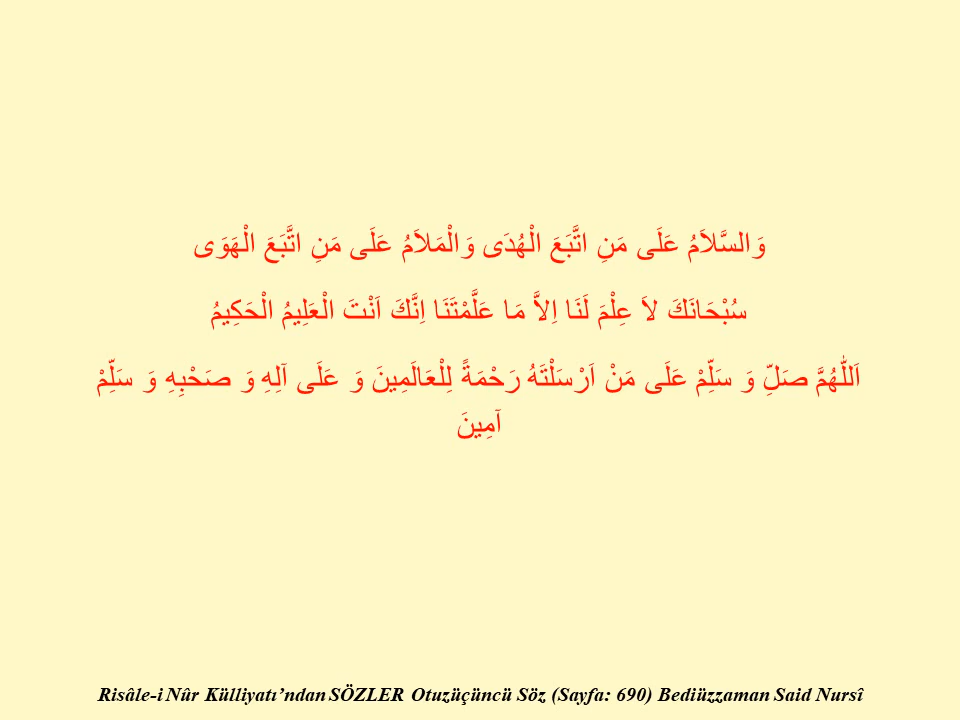 وَالسَّلاَمُ عَلَى مَنِ اتَّبَعَ الْهُدَى وَالْمَلاَمُ عَلَى مَنِ اتَّبَعَ الْهَوَى
سُبْحَانَكَ لاَ عِلْمَ لَنَا اِلاَّ مَا عَلَّمْتَنَا اِنَّكَ اَنْتَ الْعَلِيمُ الْحَكِيمُ
اَللّٰهُمَّ صَلِّ وَ سَلِّمْ عَلَى مَنْ اَرْسَلْتَهُ رَحْمَةً لِلْعَالَمِينَ وَ عَلَى آلِهِ وَ صَحْبِهِ وَ سَلِّمْ
آمِينَ
Risâle-i Nûr Külliyatı’ndan SÖZLER Otuzüçüncü Söz (Sayfa: 690) Bediüzzaman Said Nursî